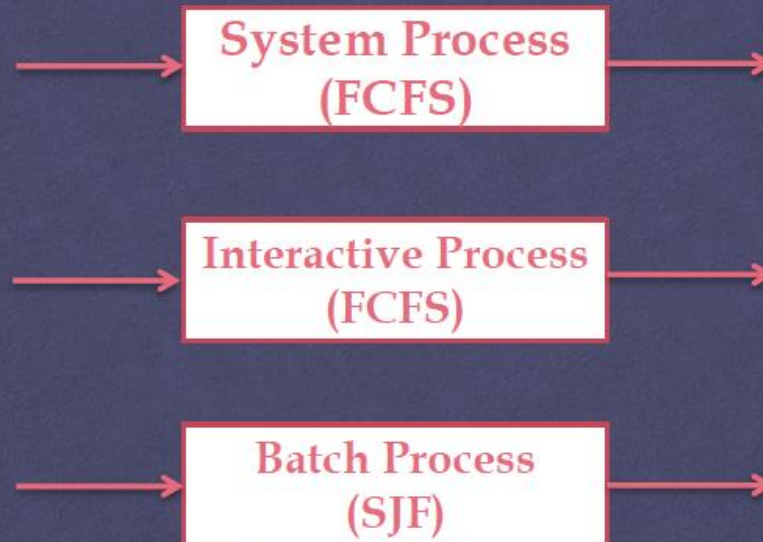 System Process
(FCFS)
Interactive Process
(FCFS)
Batch Process
(SJF)